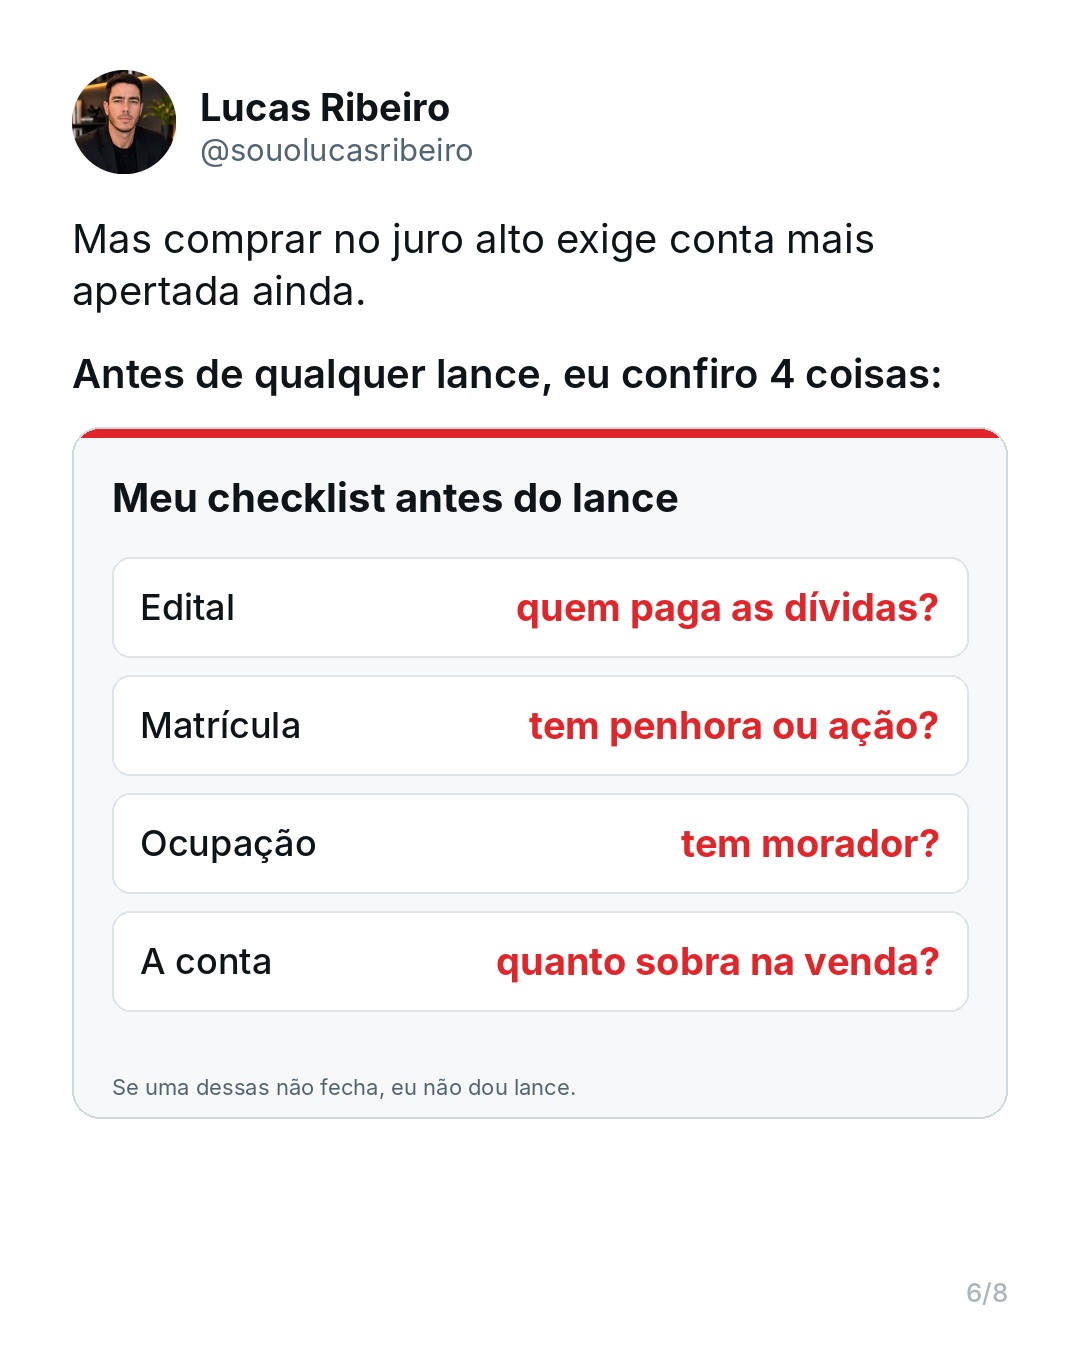 Lucas Ribeiro
@souolucasribeiro
Mas comprar no juro alto exige conta mais
apertada ainda.
Antes de qualquer lance, eu confiro 4 coisas:
Meu checklist antes do lance
Edital quem paga as dívidas?
Matrícula tem penhora ou ação?
Ocupação tem morador?
A conta quanto sobra na venda?
Se uma dessas não fecha, eu não dou lance.
6/8